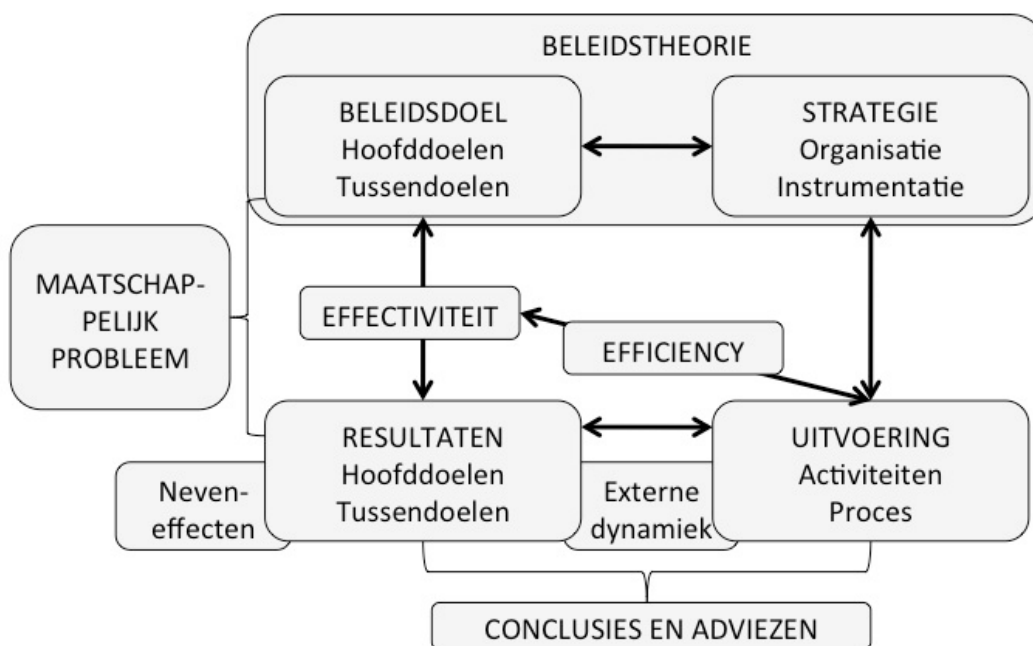 BELEIDSTHEORIE
BELEIDSDOEL
Hoofddoelen
Tussendoelen
STRATEGIE
Organisatie
Instrumentatie
MAATSCHAP-
PELIJK
PROBLEEM
EFFECTIVITEIT
EFFICIENCY
RESULTATEN
Hoofddoelen
Tussendoelen
UITVOERING
Activiteiten
Proces
Neven-
effecten
Externe
dynamiek
CONCLUSIES EN ADVIEZEN